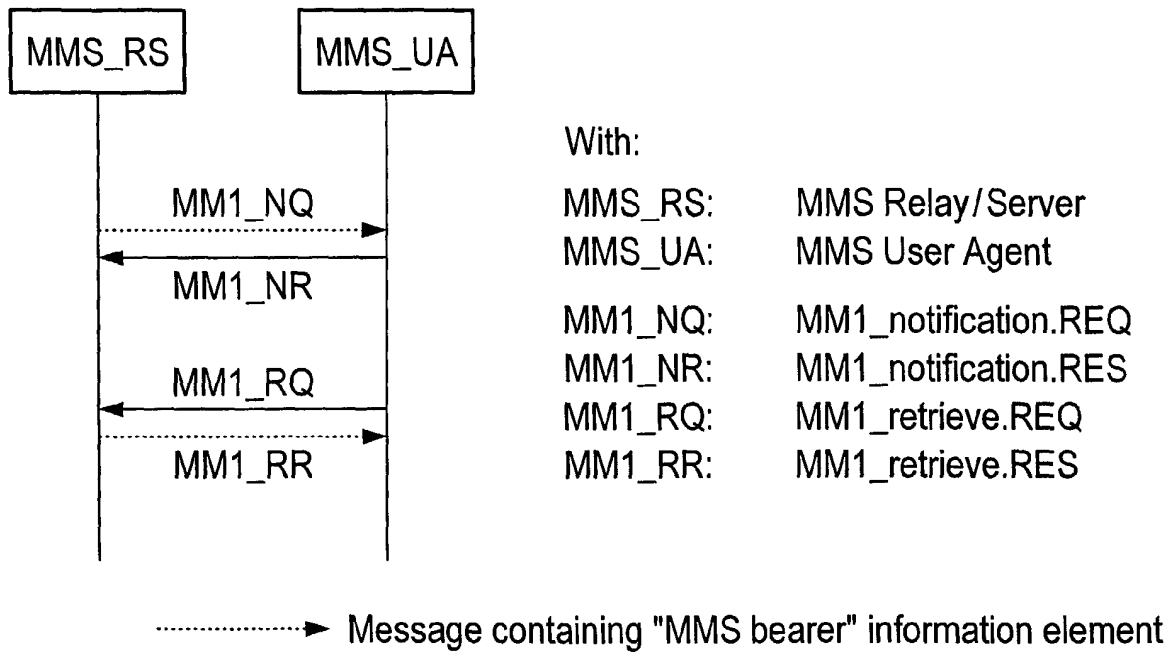 MMS_RS MMS_UA
With:
MM1_NQ
MMS_RS: MMS Relay/Server
MMS_UA: MMS User Agent
MM1_NR
MM1_NQ: MM1_notification.REQ
MM1_NR: MM1_notification.RES
MM1_RQ
MM1_RQ: MM1_retrieve.REQ
MM1_RR
MM1_RR: MM1_retrieve.RES
Message containing "MMS bearer" information element